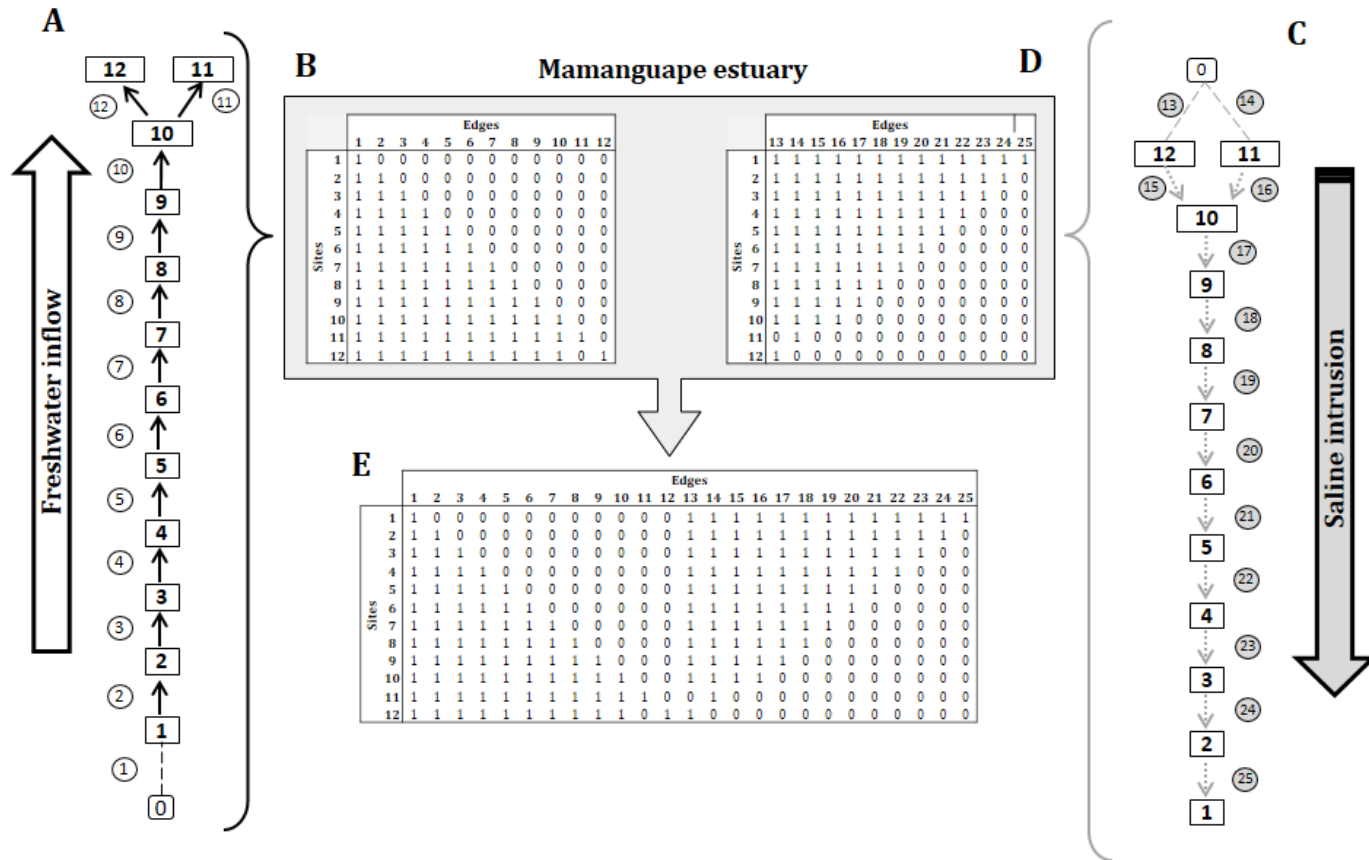 A
12 11
12 11
10
10
9
9
8
8
7
7
6
6
5
5
4
4
3
3
2
2
1
1
0
Freshwater inflow
B
Mamanguape estuary
D
Edges
1 2 3 4 5 6 7 8 9 10 11 12
Sites
1 1 0 0 0 0 0 0 0 0 0 0 0
2 1 1 0 0 0 0 0 0 0 0 0 0
3 1 1 1 0 0 0 0 0 0 0 0 0
4 1 1 1 1 0 0 0 0 0 0 0 0
5 1 1 1 1 1 0 0 0 0 0 0 0
6 1 1 1 1 1 1 0 0 0 0 0 0
7 1 1 1 1 1 1 1 0 0 0 0 0
8 1 1 1 1 1 1 1 1 0 0 0 0
9 1 1 1 1 1 1 1 1 1 0 0 0
10 1 1 1 1 1 1 1 1 1 1 0 0
11 1 1 1 1 1 1 1 1 1 1 1 0
12 1 1 1 1 1 1 1 1 1 1 0 1
Edges
13 14 15 16 17 18 19 20 21 22 23 24 25
Sites
1 1 1 1 1 1 1 1 1 1 1 1 1 1
2 1 1 1 1 1 1 1 1 1 1 1 1 0
3 1 1 1 1 1 1 1 1 1 1 1 0 0
4 1 1 1 1 1 1 1 1 1 1 0 0 0
5 1 1 1 1 1 1 1 1 1 0 0 0 0
6 1 1 1 1 1 1 1 1 0 0 0 0 0
7 1 1 1 1 1 1 1 0 0 0 0 0 0
8 1 1 1 1 1 1 0 0 0 0 0 0 0
9 1 1 1 1 1 0 0 0 0 0 0 0 0
10 1 1 1 1 0 0 0 0 0 0 0 0 0
11 0 1 0 0 0 0 0 0 0 0 0 0 0
12 1 0 0 0 0 0 0 0 0 0 0 0 0
E
Edges
1 2 3 4 5 6 7 8 9 10 11 12 13 14 15 16 17 18 19 20 21 22 23 24 25
Sites
1 1 0 0 0 0 0 0 0 0 0 0 0 1 1 1 1 1 1 1 1 1 1 1 1 1
2 1 1 0 0 0 0 0 0 0 0 0 0 1 1 1 1 1 1 1 1 1 1 1 1 0
3 1 1 1 0 0 0 0 0 0 0 0 0 1 1 1 1 1 1 1 1 1 1 1 0 0
4 1 1 1 1 0 0 0 0 0 0 0 0 1 1 1 1 1 1 1 1 1 1 0 0 0
5 1 1 1 1 1 0 0 0 0 0 0 0 1 1 1 1 1 1 1 1 1 0 0 0 0
6 1 1 1 1 1 1 0 0 0 0 0 0 1 1 1 1 1 1 1 1 0 0 0 0 0
7 1 1 1 1 1 1 1 0 0 0 0 0 1 1 1 1 1 1 1 0 0 0 0 0 0
8 1 1 1 1 1 1 1 1 0 0 0 0 1 1 1 1 1 1 0 0 0 0 0 0 0
9 1 1 1 1 1 1 1 1 1 0 0 0 1 1 1 1 1 0 0 0 0 0 0 0 0
10 1 1 1 1 1 1 1 1 1 1 0 0 1 1 1 1 0 0 0 0 0 0 0 0 0
11 1 1 1 1 1 1 1 1 1 1 1 0 0 1 0 0 0 0 0 0 0 0 0 0 0
12 1 1 1 1 1 1 1 1 1 1 0 1 1 0 0 0 0 0 0 0 0 0 0 0 0
C
0
13 14
12 11
15 16
10
17
9
18
8
19
7
20
6
21
5
22
4
23
3
24
2
25
1
Saline intrusion